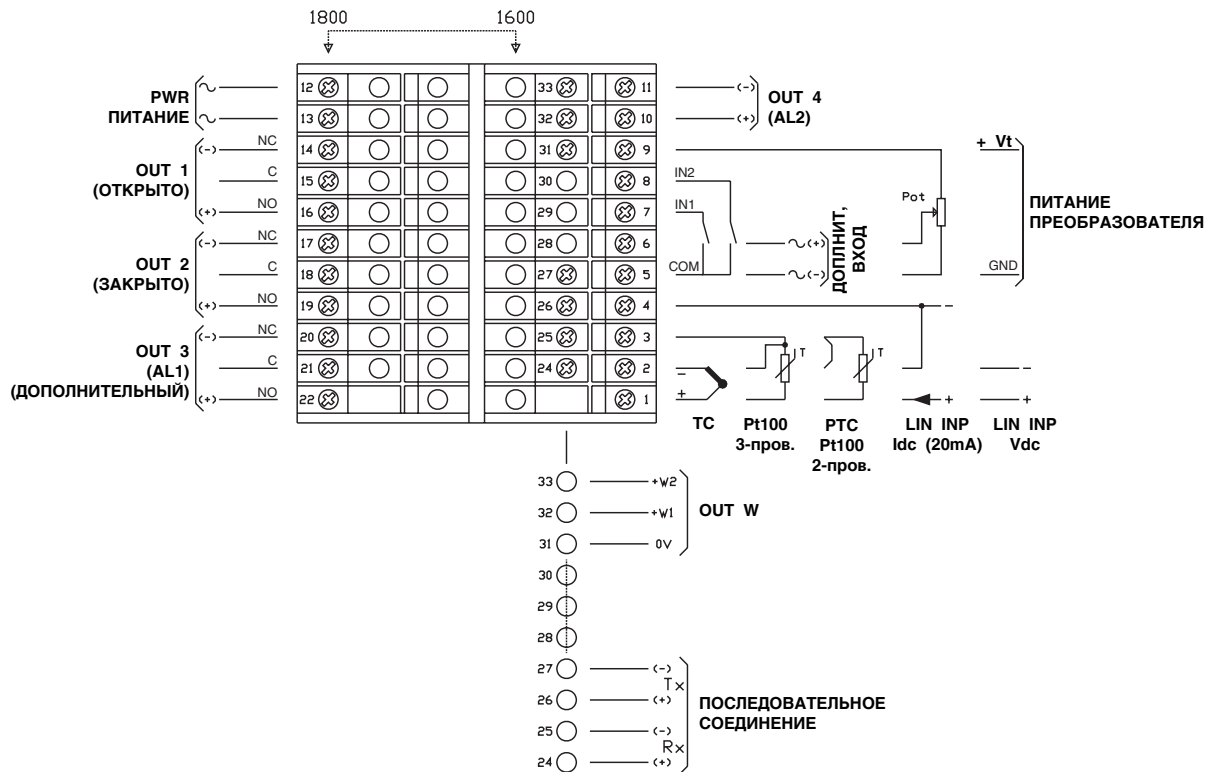 1800 1600
PWR
ПИТАНИЕ
12 33 11 (-)
13 32 10 (+)
OUT 4
(AL2)
OUT 1
(ОТКРЫТО)
(-) NC 14 31 9
C 15 30 8 IN2
(+) NO 16 29 7 IN1
+ Vt
Pot
ПИТАНИЕ
ПРЕОБРАЗОВАТЕЛЯ
OUT 2
(ЗАКРЫТО)
(-) NC 17 28 6 (+)
C 18 27 5 COM (-) GND
(+) NO 19 26 4 -
ДОПЛНИТ,
ВХОД
OUT 3
(AL1)
(ДОПОЛНИТЕЛЬНЫЙ)
(-) NC 20 25 3 T T
C 21 24 2 - -
(+) NO 22 1 + + +
TC
Pt100
3-пров.
PTC
Pt100
2-пров.
LIN INP
Idc (20mA)
LIN INP
Vdc
33 +W2
32 +W1
31 0V
OUT W
30
29
28
27 (-)
Tx
26 (+)
25 (-)
Rx
24 (+)
ПОСЛЕДОВАТЕЛЬНОЕ
СОЕДИНЕНИЕ